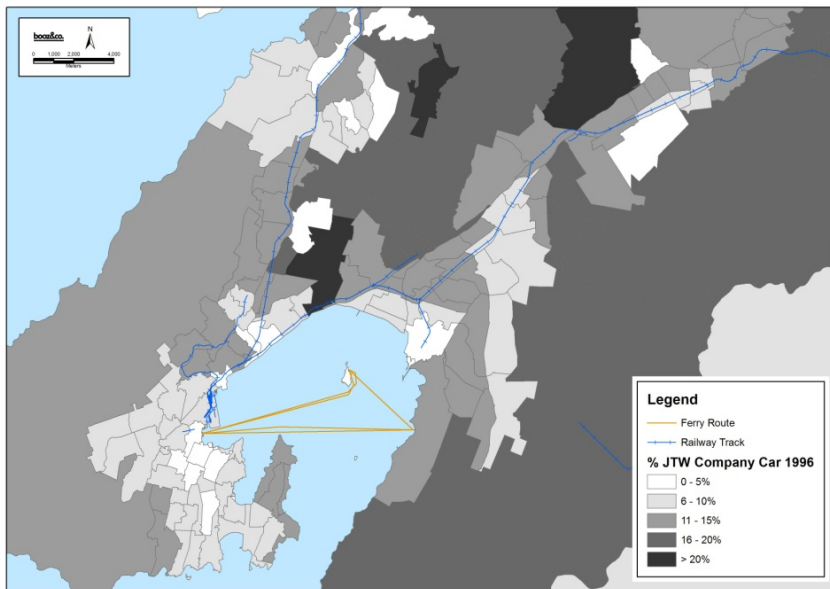 booz&co.
N
0 1,000 2,000 4,000
Meters
Legend
Ferry Route
Railway Track
% JTW Company Car 1996
0 - 5%
6 - 10%
11 - 15%
16 - 20%
> 20%